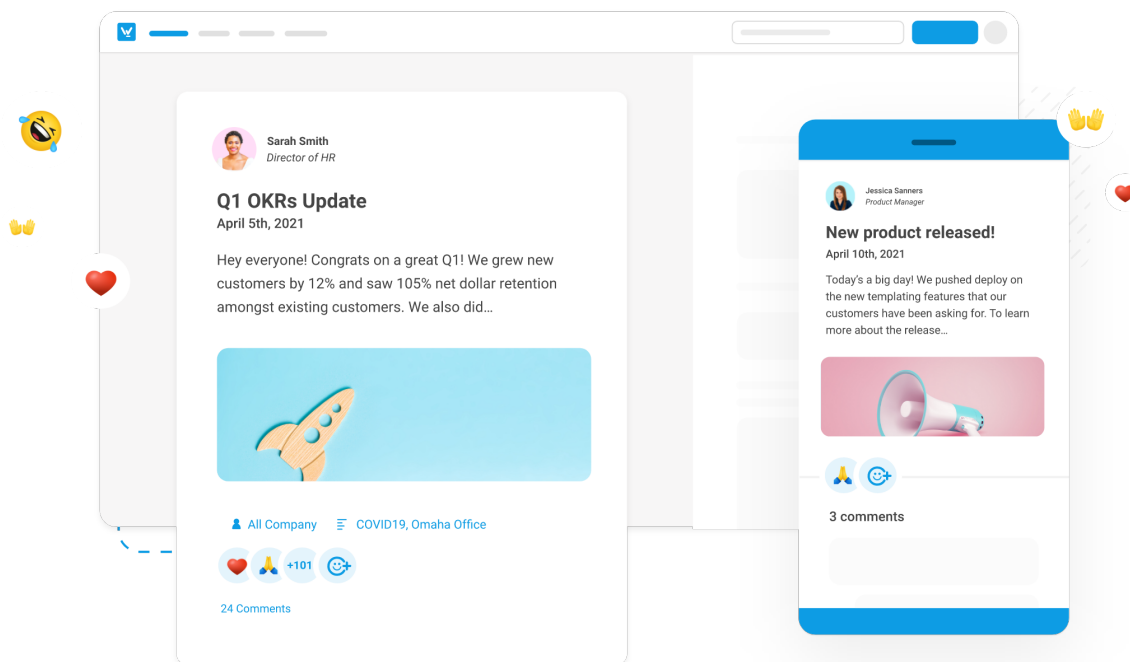 Sarah Smith
Director of HR
Q1 OKRs Update
April 5th, 2021
Hey everyone! Congrats on a great Q1! We grew new
customers by 12% and saw 105% net dollar retention
amongst existing customers. We also did...
All Company
COVID19, Omaha Office
+101
24 Comments
Jessica Sanners
Product Manager
New product released!
April 10th, 2021
Today's a big day! We pushed deploy on
the new templating features that our
customers have been asking for. To learn
more about the release...
3 comments